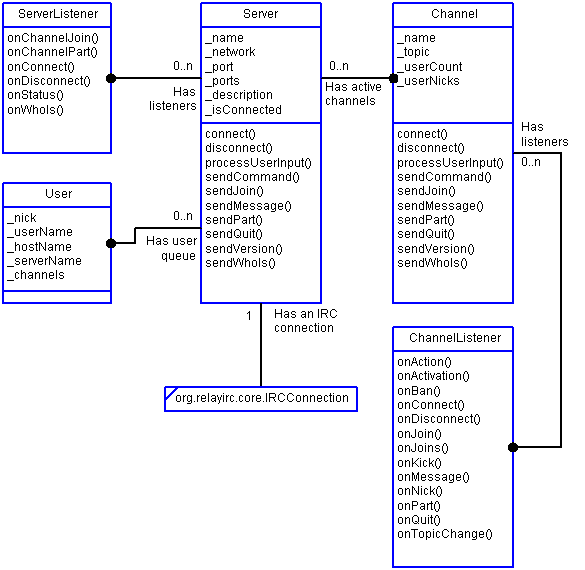 ServerListener
onChannelJoin()
onChannelPart()
onConnect()
onDisconnect()
onStatus()
onWhoIs()
0..n
Has
listeners
Server
_name
_network
_port
_ports
_description
_isConnected
connect()
disconnect()
processUserInput()
sendCommand()
sendJoin()
sendMessage()
sendPart()
sendQuit()
sendVersion()
sendWhoIs()
0..n
Has active
channels
Channel
_name
_topic
_userCount
_userNicks
connect()
disconnect()
processUserInput()
sendCommand()
sendJoin()
sendMessage()
sendPart()
sendQuit()
sendVersion()
sendWhoIs()
Has
listeners
0..n
User
_nick
_userName
_hostName
_serverName
_channels
0..n
Has user
queue
1
Has an IRC
connection
org.relayirc.core.IRCConnection
ChannelListener
onAction()
onActivation()
onBan()
onConnect()
onDisconnect()
onJoin()
onJoins()
onKick()
onMessage()
onNick()
onPart()
onQuit()
onTopicChange()